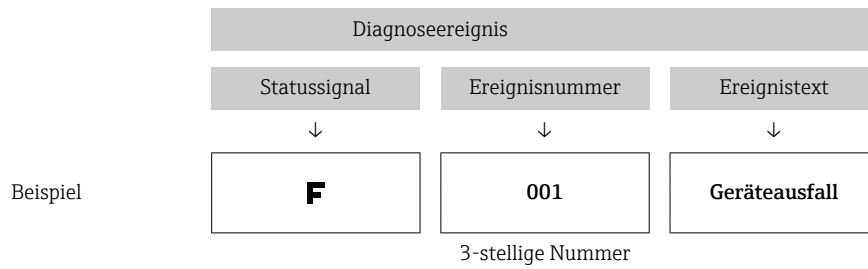 Diagnoseereignis
Statussignal Ereignisnummer Ereignistext
↓ ↓ ↓
Beispiel F 001 Geräteausfall
3-stellige Nummer